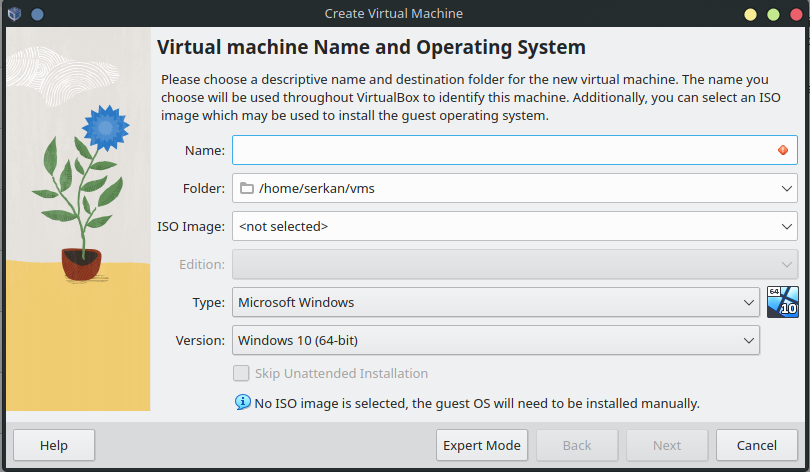 Create Virtual Machine
Virtual machine Name and Operating System
Please choose a descriptive name and destination folder for the new virtual machine. The name you
choose will be used throughout VirtualBox to identify this machine. Additionally, you can select an ISO
image which may be used to install the guest operating system.
Name:
Folder: /home/serkan/vms
ISO Image: <not selected>
Edition:
Type: Microsoft Windows 64 10
Version: Windows 10 (64-bit)
Skip Unattended Installation
No ISO image is selected, the guest OS will need to be installed manually.
Help Expert Mode Back Next Cancel